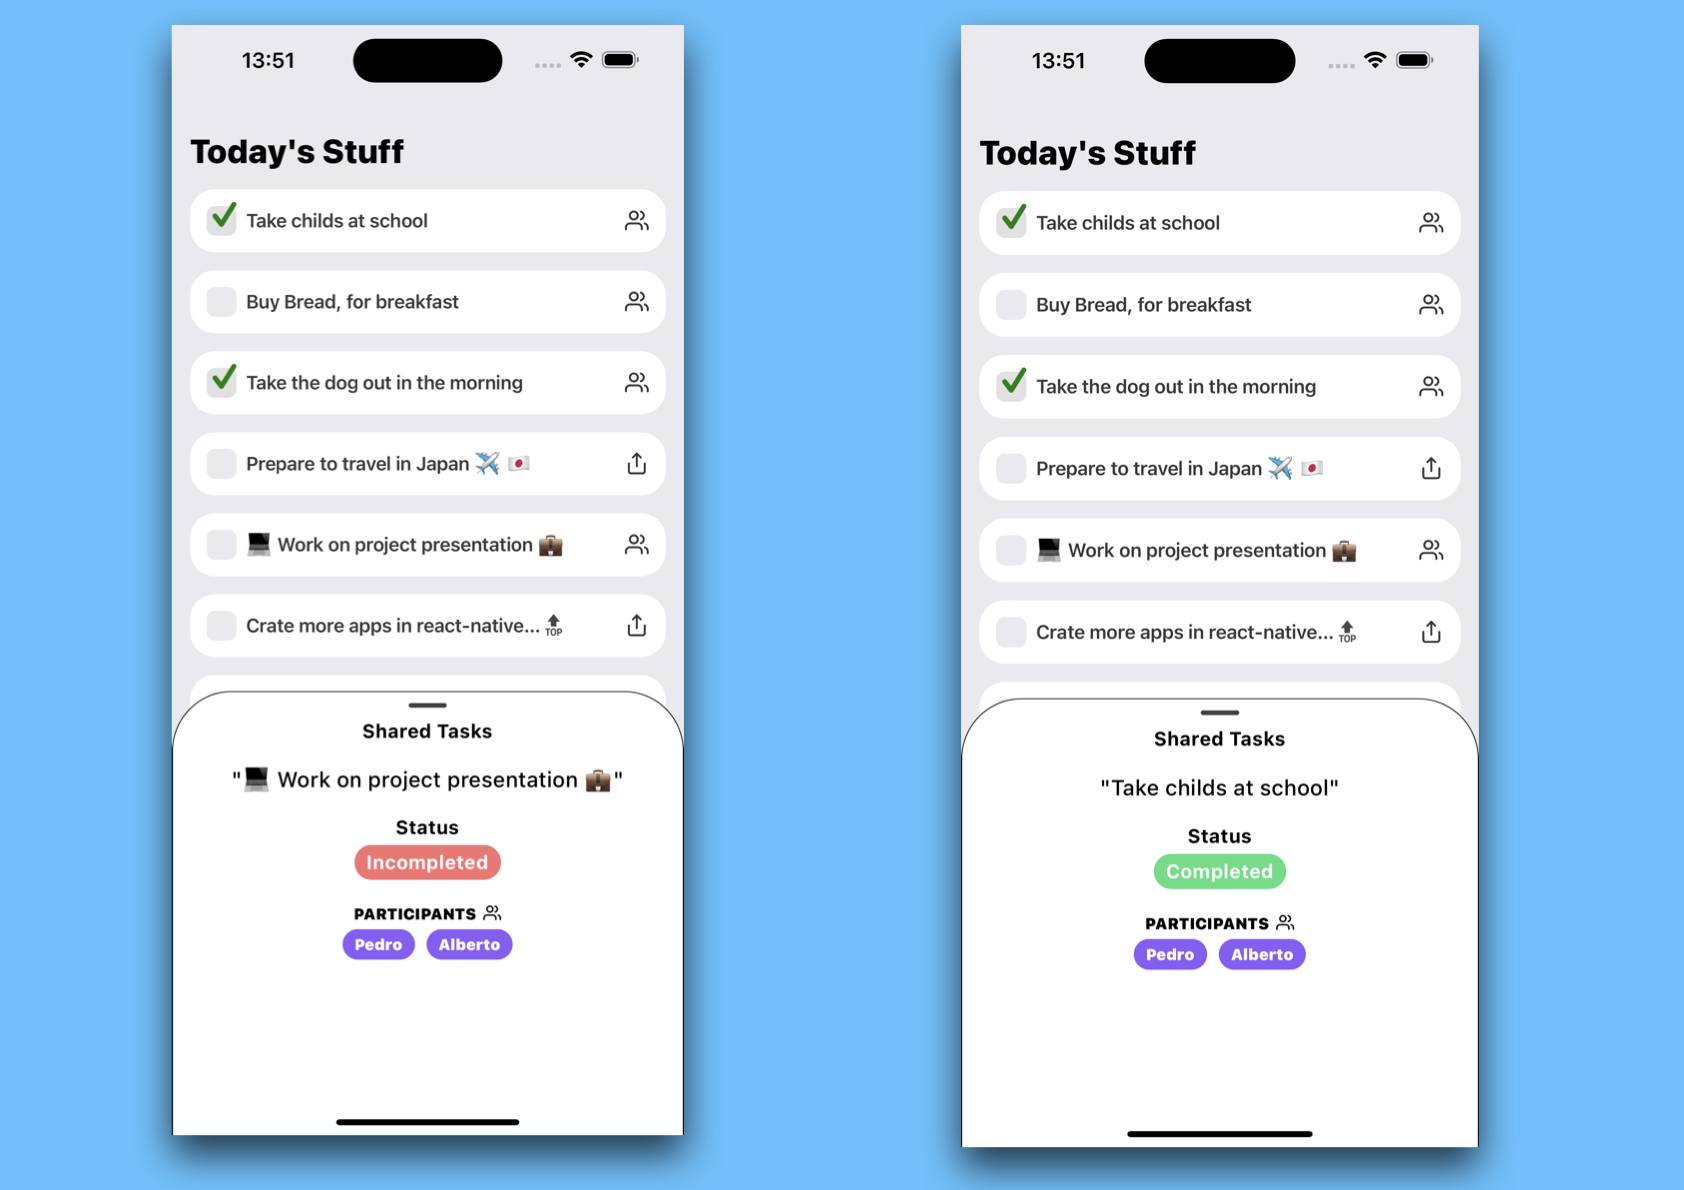 13:51
Today's Stuff
Take childs at school
Buy Bread, for breakfast
Take the dog out in the morning
Prepare to travel in Japan ✈️ 🇯🇵
💻 Work on project presentation 💼
Crate more apps in react-native... 🔝
Shared Tasks
"💻 Work on project presentation 💼"
Status
Incompleted
PARTICIPANTS
Pedro Alberto
13:51
Today's Stuff
Take childs at school
Buy Bread, for breakfast
Take the dog out in the morning
Prepare to travel in Japan ✈️ 🇯🇵
💻 Work on project presentation 💼
Crate more apps in react-native... 🔝
Shared Tasks
"Take childs at school"
Status
Completed
PARTICIPANTS
Pedro Alberto